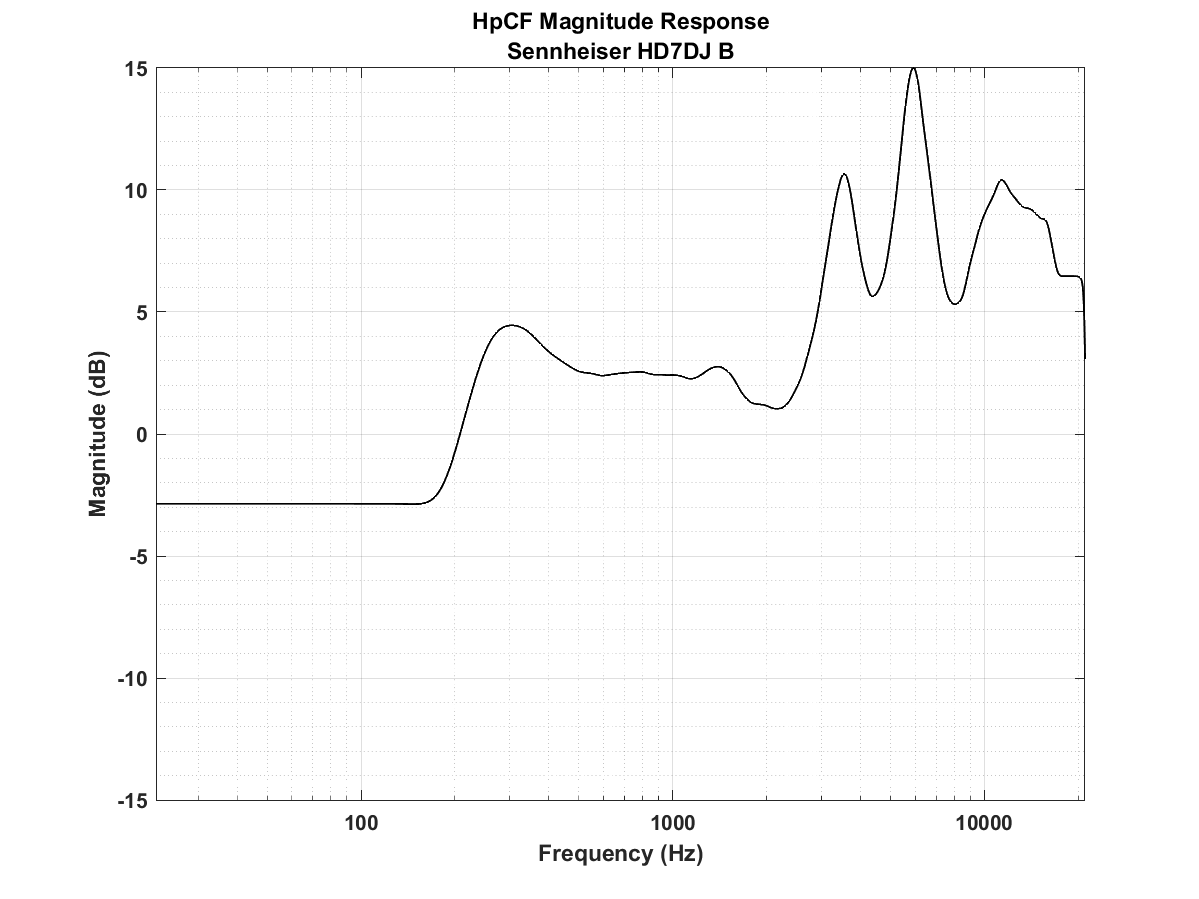 HpCF Magnitude Response
Sennheiser HD7DJ B
15
10
5
0
-5
-10
-15
Magnitude (dB)
100
1000
10000
Frequency (Hz)